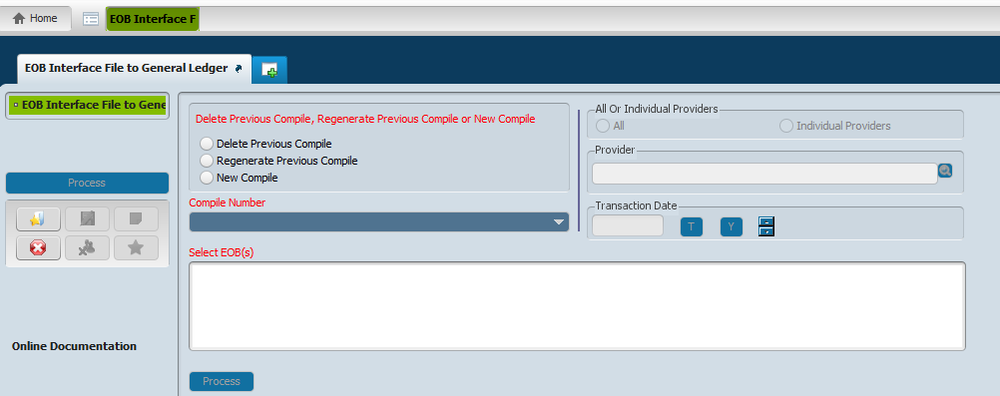 Home
EOB Interface F
EOB Interface File to General Ledger
EOB Interface File to Gene
Process
Online Documentation
Delete Previous Compile, Regenerate Previous Compile or New Compile
Delete Previous Compile
Regenerate Previous Compile
New Compile
Compile Number
All Or Individual Providers
All
Individual Providers
Provider
Transaction Date
T
Y
Select EOB(s)
Process